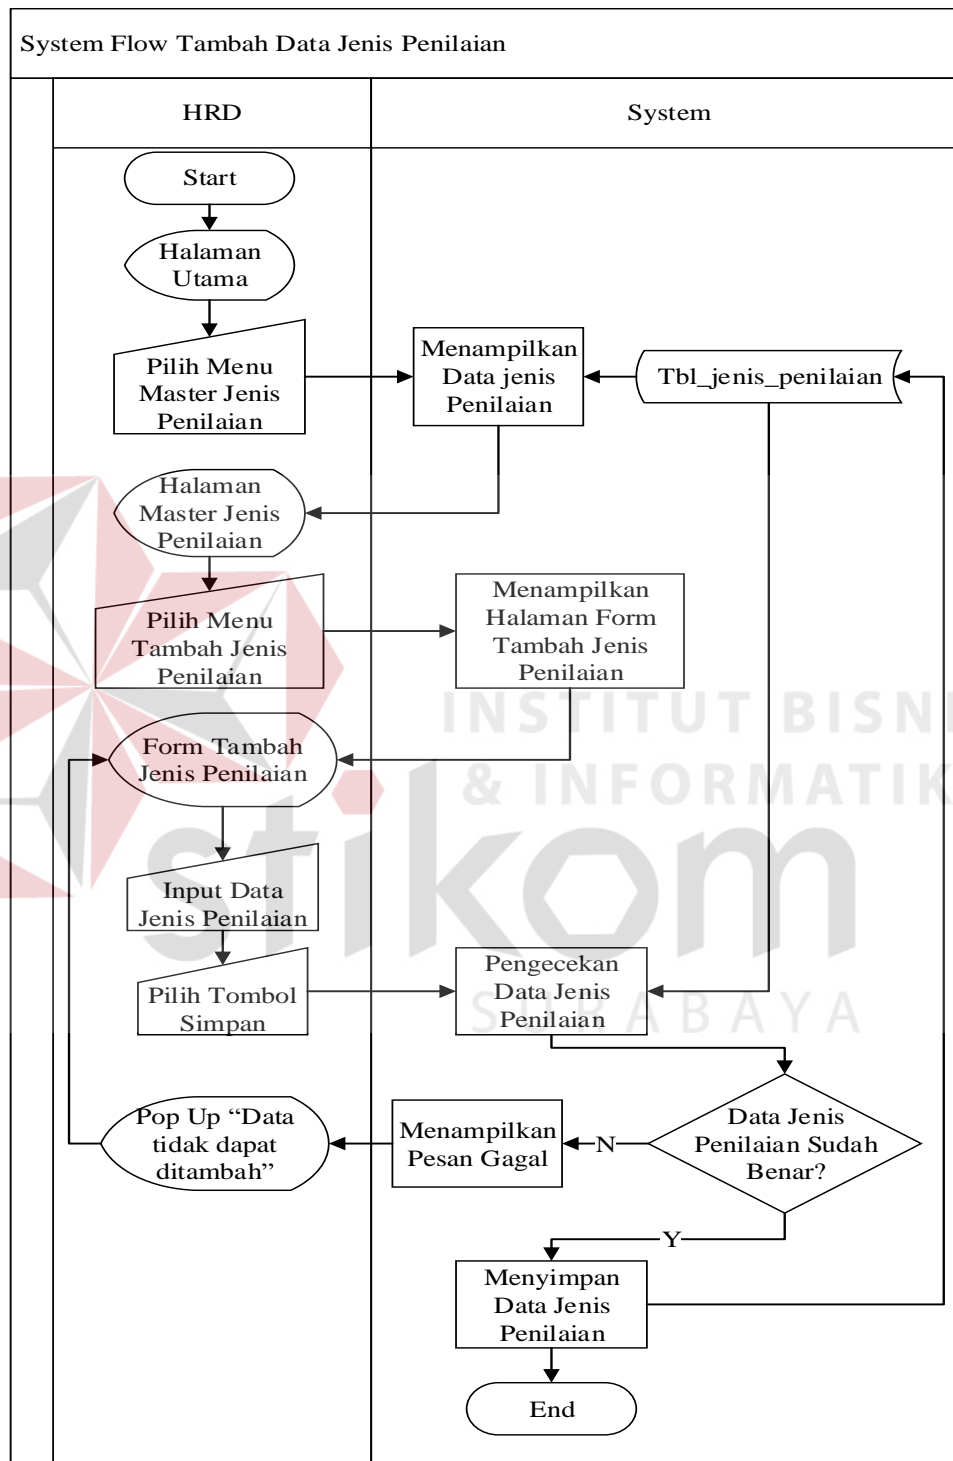 System Flow Tambah Data Jenis Penilaian
HRD
System
Start
Halaman
Utama
Pilih Menu
Master Jenis
Penilaian
Menampilkan
Data jenis
Penilaian
Tbl_jenis_penilaian
Halaman
Master Jenis
Penilaian
Pilih Menu
Tambah Jenis
Penilaian
Menampilkan
Halaman Form
Tambah Jenis
Penilaian
INSTITUT BISNI
& INFORMATIK
stikom
SURABAYA
Form Tambah
Jenis Penilaian
Input Data
Jenis Penilaian
Pilih Tombol
Simpan
Pengecekan
Data Jenis
Penilaian
Data Jenis
Penilaian Sudah
Benar?
N
Menampilkan
Pesan Gagal
Pop Up “Data
tidak dapat
ditambah”
Y
Menyimpan
Data Jenis
Penilaian
End